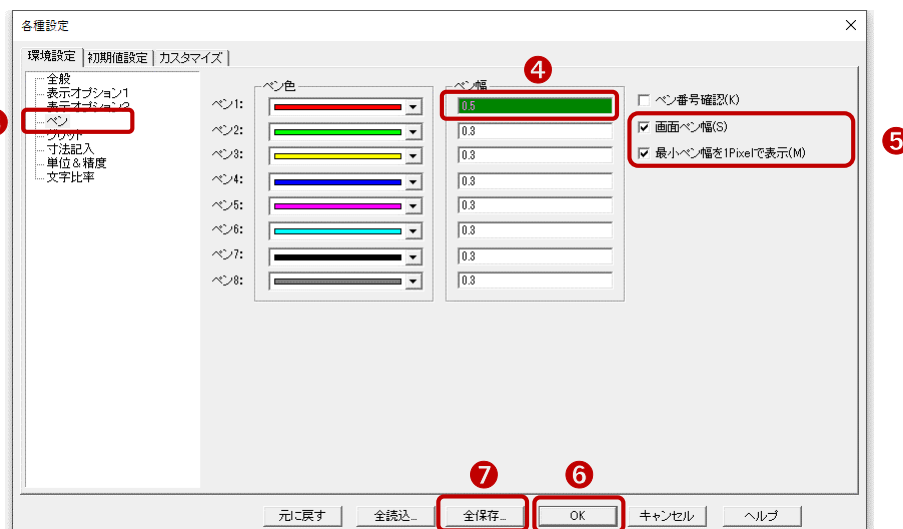 各種設定
環境設定 初期値設定 カスタマイズ
全般
表示オプション1
表示オプション2
ペン
グリッド
寸法記入
単位&精度
文字比率
ペン色
ペン1:
ペン2:
ペン3:
ペン4:
ペン5:
ペン6:
ペン7:
ペン8:
ペン幅
④
0.5
0.3
0.3
0.3
0.3
0.3
0.3
0.3
ペン番号確認(K)
画面ペン幅(S)
最小ペン幅を1Pixelで表示(M)
⑤
⑦ ⑥
元に戻す 全読込... 全保存... OK キャンセル ヘルプ